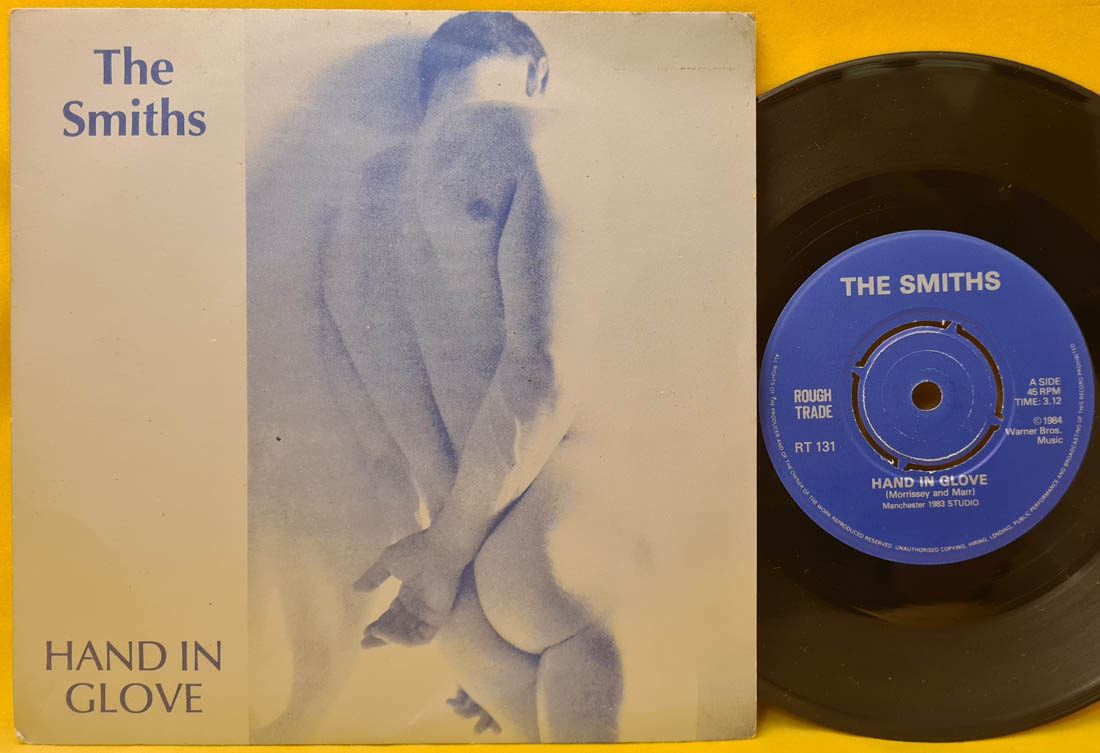 The
Smiths
HAND IN
GLOVE
THE SMITHS
ROUGH
TRADE
RT 131
A SIDE
45 RPM
TIME: 3.12
©1984
Warner Bros.
Music
HAND IN GLOVE
(Morrissey and Marr)
Manchester 1983 STUDIO
ALL RIGHTS OF THE PRODUCER AND OF THE OWNER OF THE WORK REPRODUCED RESERVED. UNAUTHORISED COPYING, HIRING, LENDING, PUBLIC PERFORMANCE AND BROADCASTING OF THIS RECORD PROHIBITED